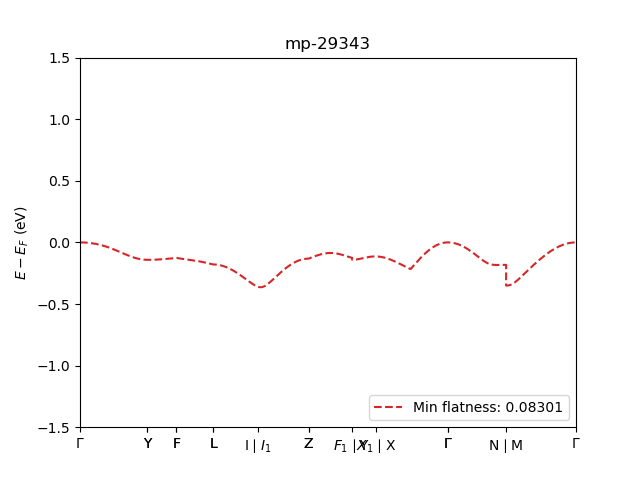 mp-29343
1.5
1.0
0.5
0.0
−0.5
−1.0
−1.5
E − E_F (eV)
Min flatness: 0.08301
Γ Y F L I | I₁ Z F₁ | Y₁ | X Γ N | M Γ